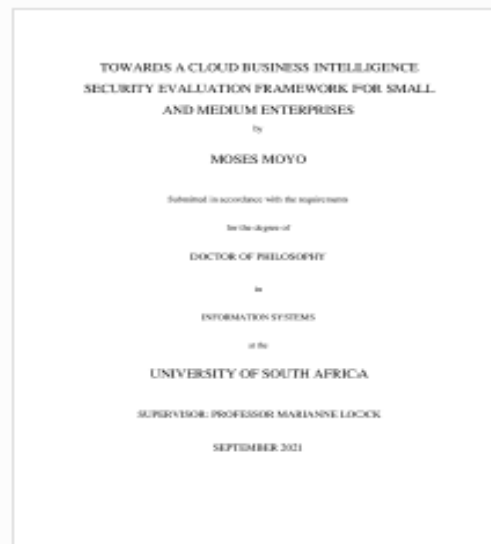 TOWARDS A CLOUD BUSINESS INTELLIGENCE
SECURITY EVALUATION FRAMEWORK FOR SMALL
AND MEDIUM ENTERPRISES
by
MOSES MOYO
Submitted in accordance with the requirements
for the degree of
DOCTOR OF PHILOSOPHY
in
INFORMATION SYSTEMS
at the
UNIVERSITY OF SOUTH AFRICA
SUPERVISOR: PROFESSOR MARIANNE LOOCK
SEPTEMBER 2021